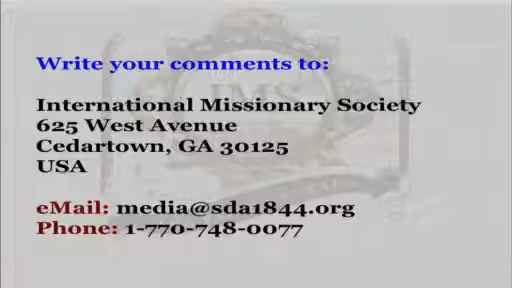 Write your comments to:
International Missionary Society
625 West Avenue
Cedartown, GA 30125
USA
eMail: media@sda1844.org
Phone: 1-770-748-0077
IMS